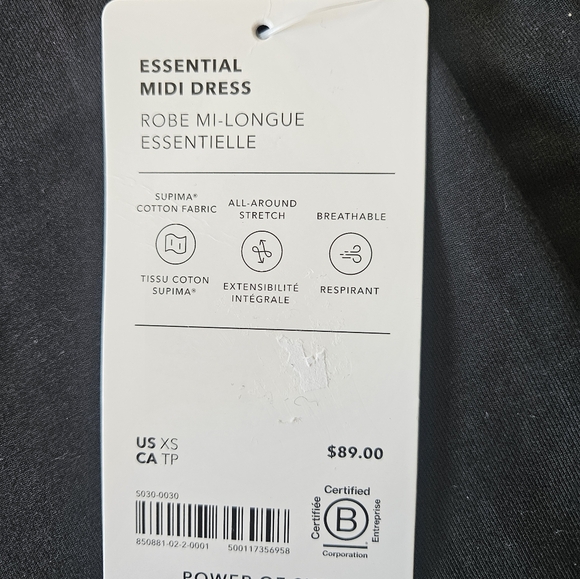 ESSENTIAL
MIDI DRESS
ROBE MI-LONGUE
ESSENTIELLE
SUPIMA®
COTTON FABRIC
TISSU COTON
SUPIMA®
ALL-AROUND
STRETCH
EXTENSIBILITÉ
INTÉGRALE
BREATHABLE
RESPIRANT
US XS
CA TP
$89.00
S030-0030
850881-02-2-0001 500117356958
Certified
Certifiée
B
Entreprise
Corporation